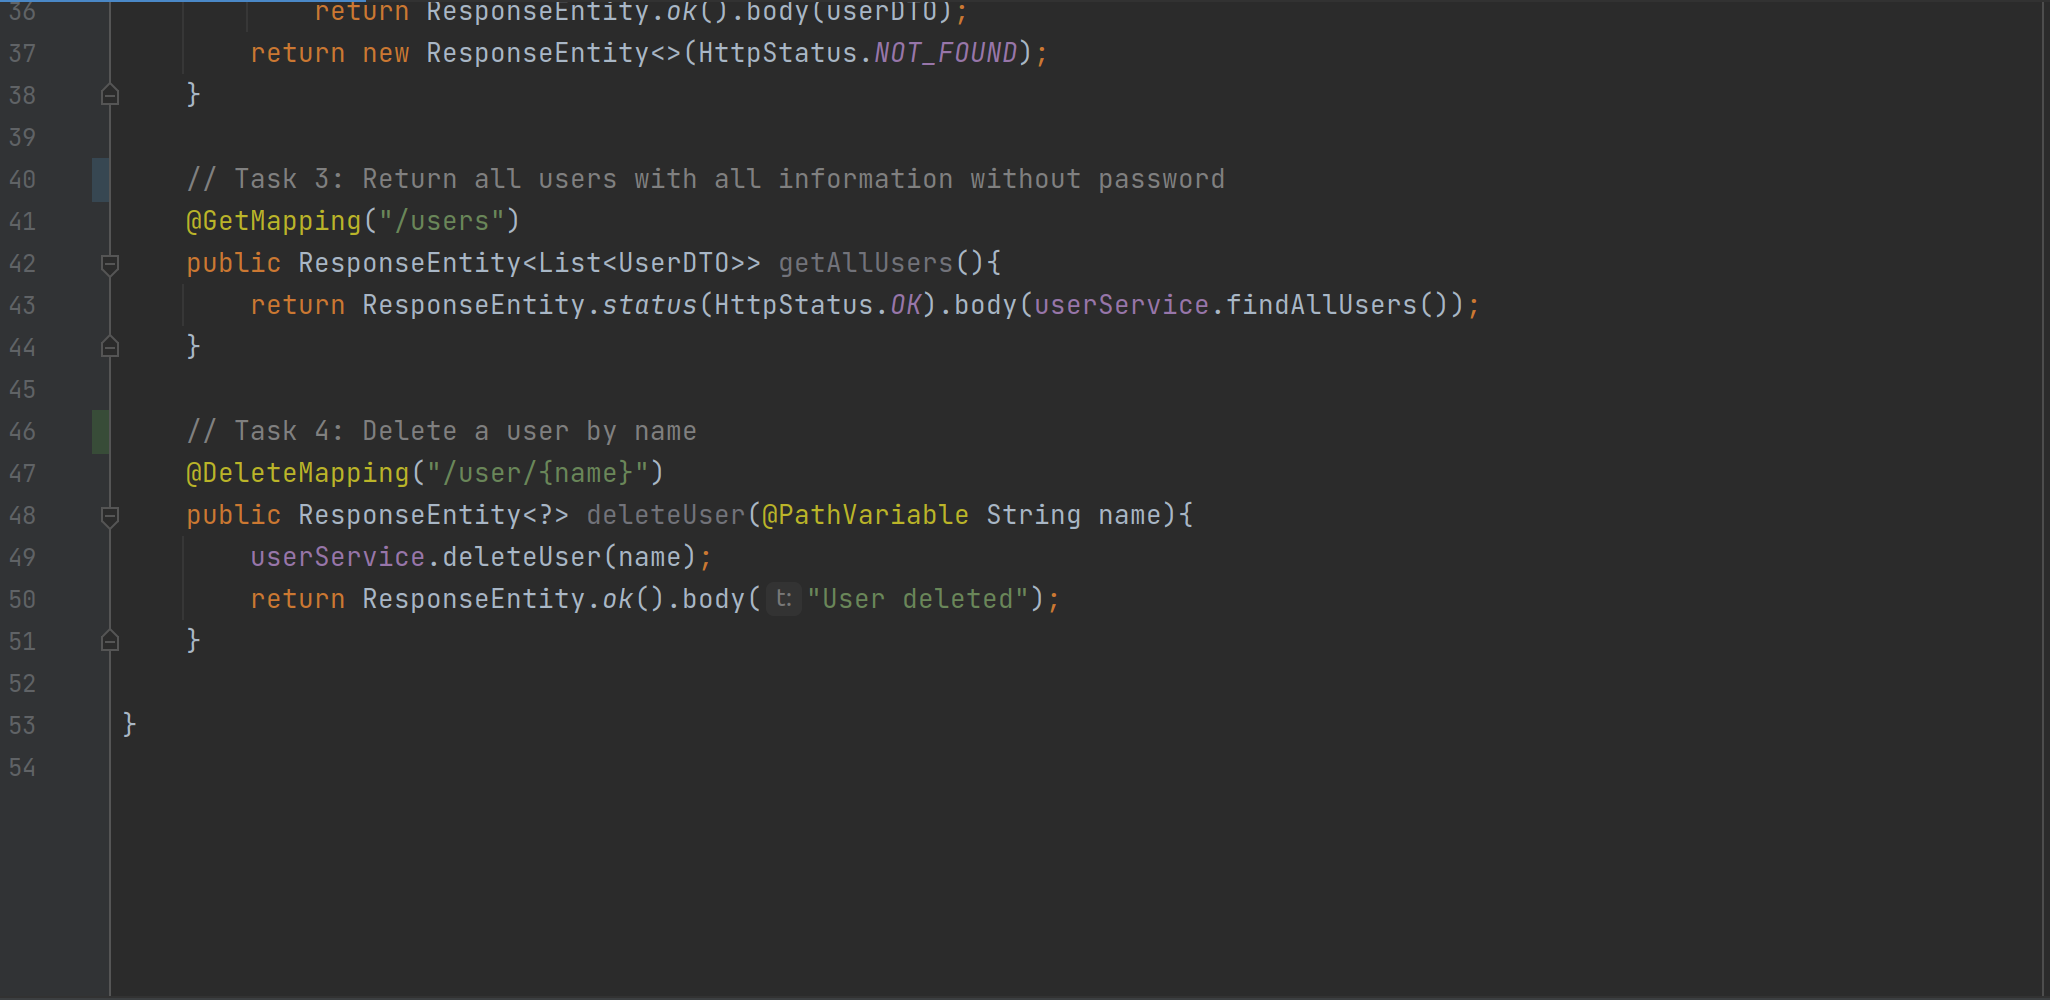 36 return ResponseEntity.ok().body(userDTO);
37 return new ResponseEntity<>(HttpStatus.NOT_FOUND);
38 }
39
40 // Task 3: Return all users with all information without password
41 @GetMapping("/users")
42 public ResponseEntity<List<UserDTO>> getAllUsers(){
43 return ResponseEntity.status(HttpStatus.OK).body(userService.findAllUsers());
44 }
45
46 // Task 4: Delete a user by name
47 @DeleteMapping("/user/{name}")
48 public ResponseEntity<?> deleteUser(@PathVariable String name){
49 userService.deleteUser(name);
50 return ResponseEntity.ok().body( t: "User deleted");
51 }
52
53 }
54